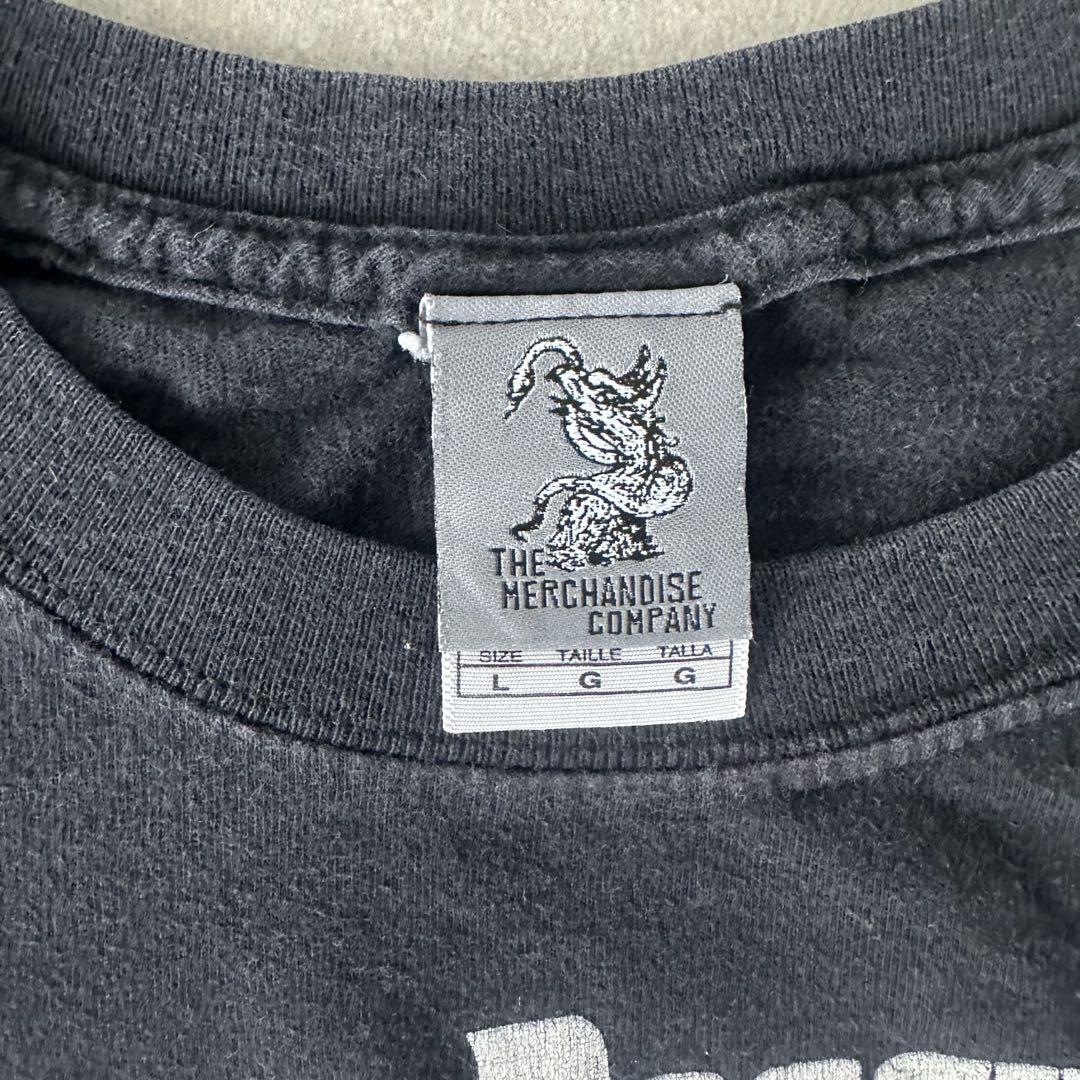 THE
MERCHANDISE
COMPANY
SIZE TAILLE TALLA
L G G